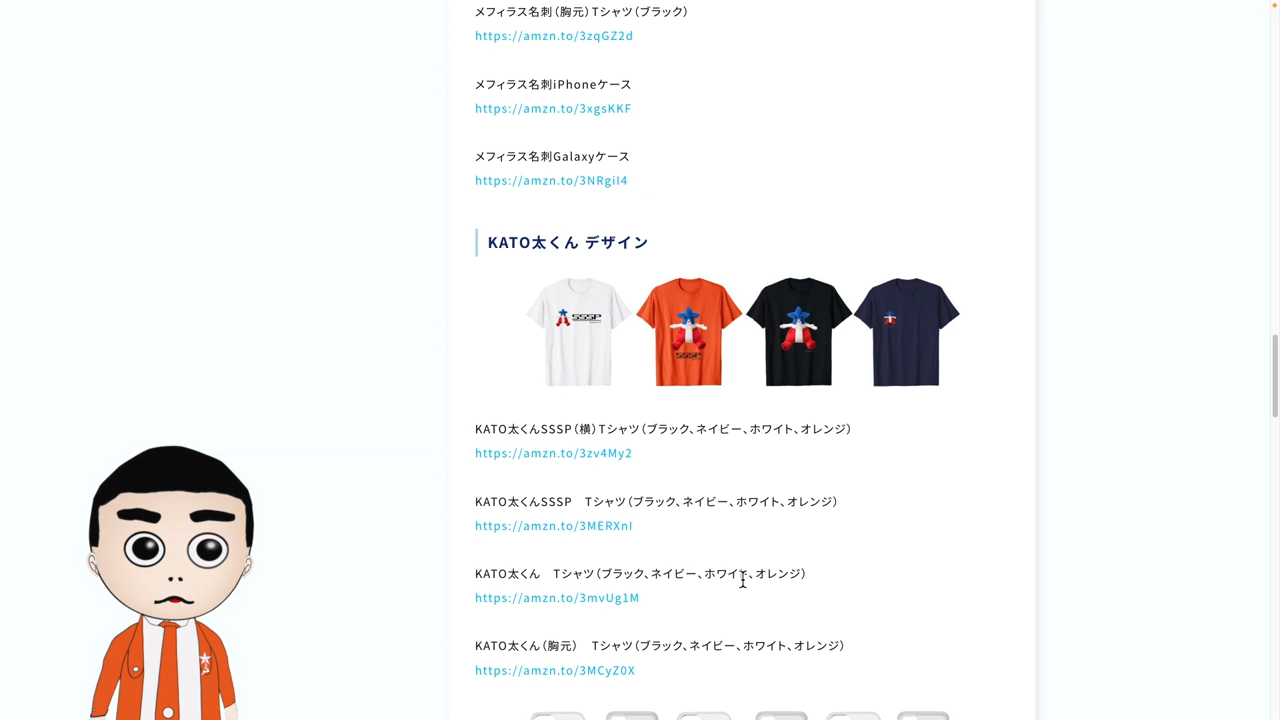 メフィラス名刺(胸元)Tシャツ(ブラック)
https://amzn.to/3zqGZ2d
メフィラス名刺iPhoneケース
https://amzn.to/3xgsKKF
メフィラス名刺Galaxyケース
https://amzn.to/3NRgiI4
KATO太くん デザイン
SSSP
SSSP
KATO太くんSSSP(横)Tシャツ(ブラック、ネイビー、ホワイト、オレンジ)
https://amzn.to/3zv4My2
KATO太くんSSSP　Tシャツ(ブラック、ネイビー、ホワイト、オレンジ)
https://amzn.to/3MERXnI
KATO太くん　Tシャツ(ブラック、ネイビー、ホワイト、オレンジ)
https://amzn.to/3mvUg1M
KATO太くん(胸元)　Tシャツ(ブラック、ネイビー、ホワイト、オレンジ)
https://amzn.to/3MCyZ0X